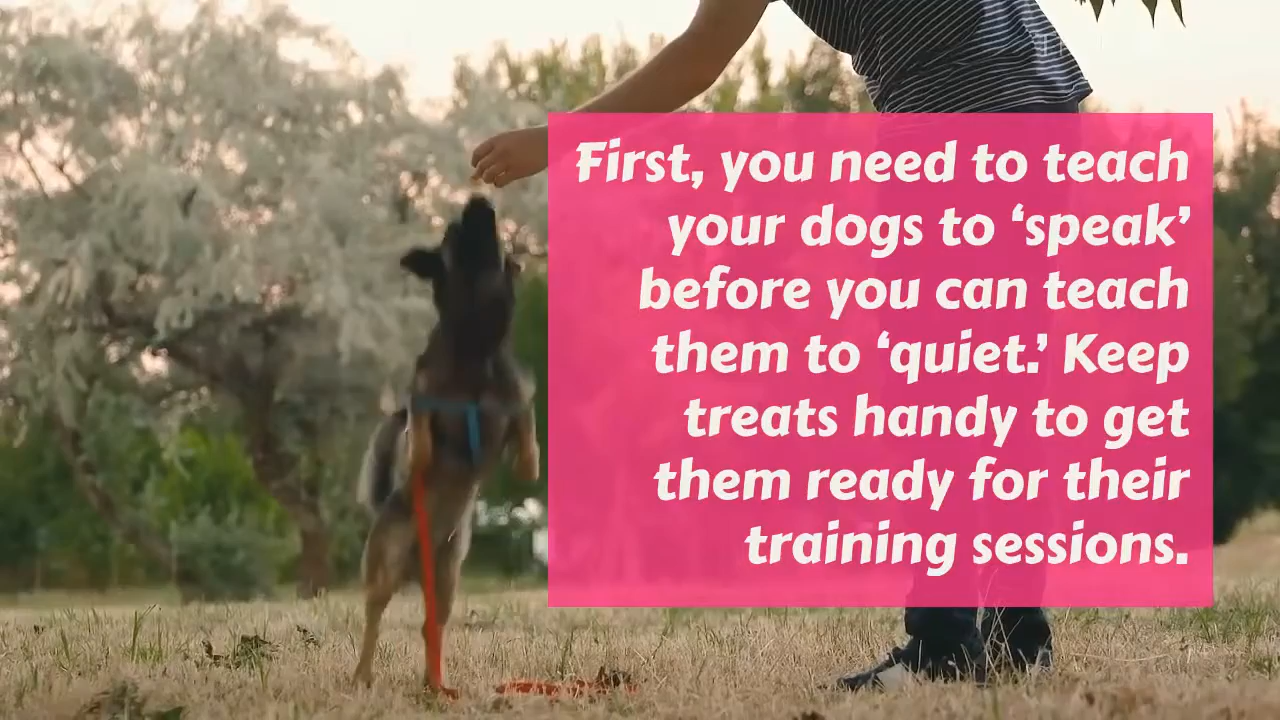 First, you need to teach
your dogs to ‘speak’
before you can teach
them to ‘quiet.’ Keep
treats handy to get
them ready for their
training sessions.